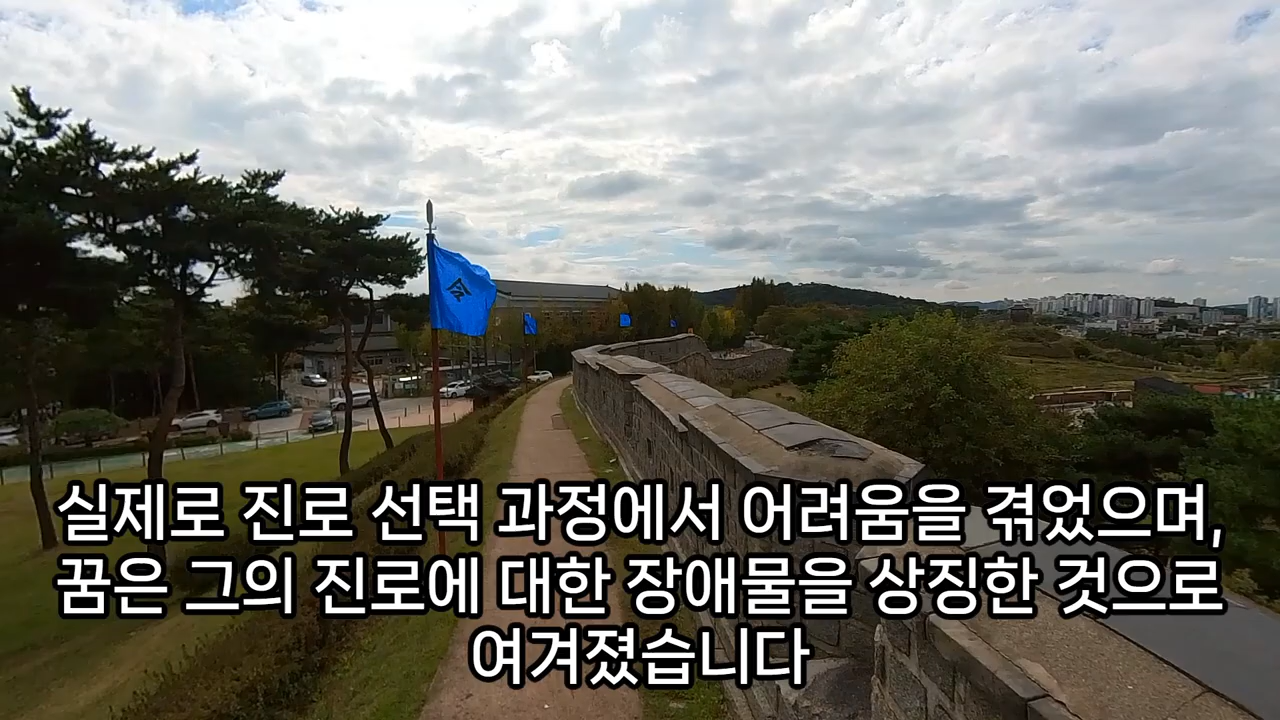 실제로 진로 선택 과정에서 어려움을 겪었으며,
꿈은 그의 진로에 대한 장애물을 상징한 것으로
여겨졌습니다